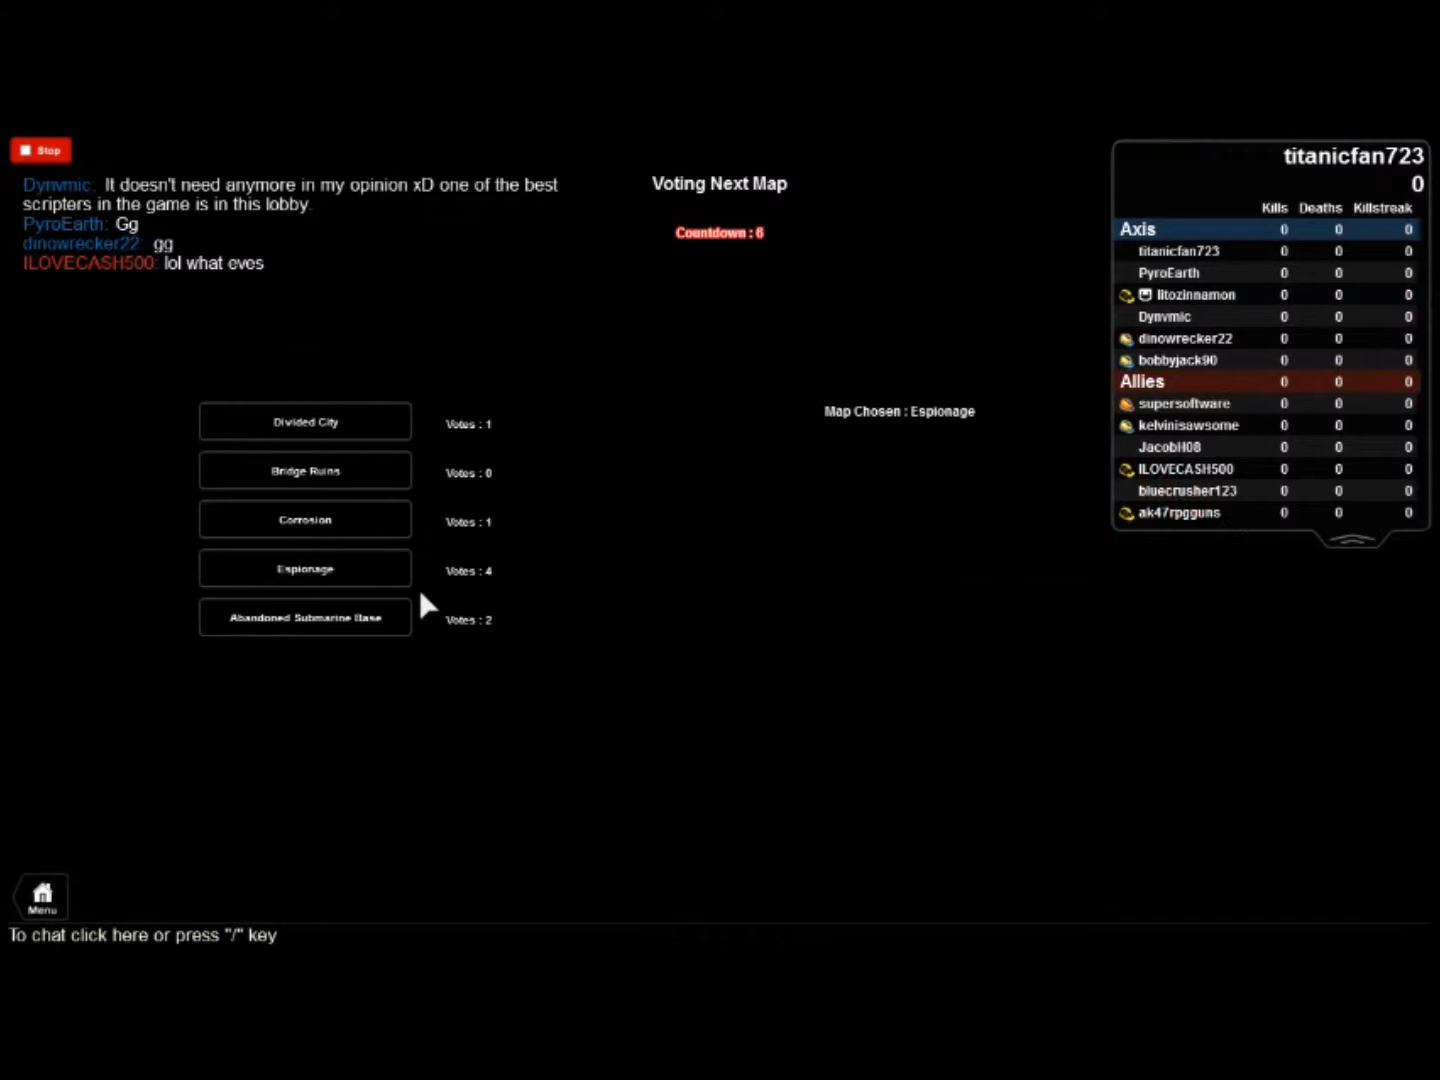 Stop
Dynvmic: It doesn't need anymore in my opinion xD one of the best
scripters in the game is in this lobby.
PyroEarth: Gg
dinowrecker22: gg
ILOVECASH500: lol what eves
Voting Next Map
Countdown : 6
Divided City Votes : 1
Bridge Ruins Votes : 0
Corrosion Votes : 1
Espionage Votes : 4
Abandoned Submarine Base Votes : 2
Map Chosen : Espionage
titanicfan723
0
Kills Deaths Killstreak
Axis 0 0 0
titanicfan723 0 0 0
PyroEarth 0 0 0
litozinnamon 0 0 0
Dynvmic 0 0 0
dinowrecker22 0 0 0
bobbyjack90 0 0 0
Allies 0 0 0
supersoftware 0 0 0
kelvinisawsome 0 0 0
JacobH08 0 0 0
ILOVECASH500 0 0 0
bluecrusher123 0 0 0
ak47rpgguns 0 0 0
Menu
To chat click here or press "/" key